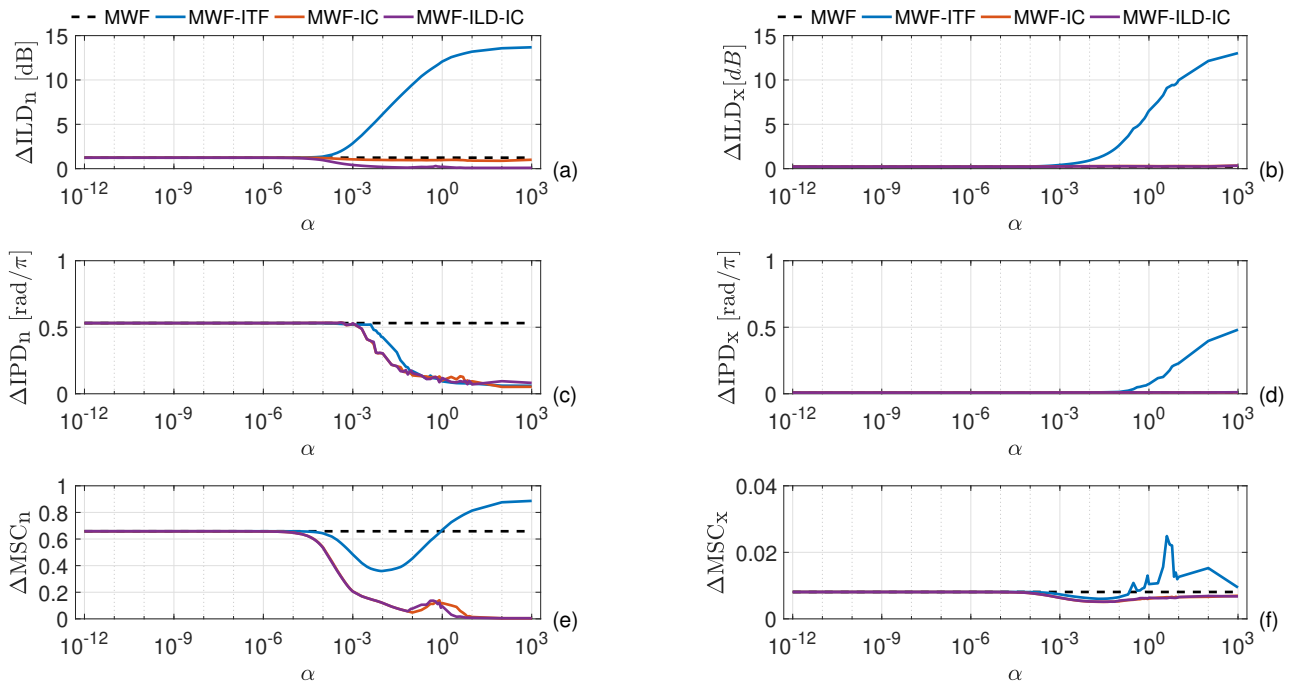 MWF MWF-ITF MWF-IC MWF-ILD-IC
ΔILDn [dB]
15
10
5
0
10^-12 10^-9 10^-6 10^-3 10^0 10^3
α
(a)
MWF MWF-ITF MWF-IC MWF-ILD-IC
ΔILDx [dB]
15
10
5
0
10^-12 10^-9 10^-6 10^-3 10^0 10^3
α
(b)
ΔIPDn [rad/π]
1
0.5
0
10^-12 10^-9 10^-6 10^-3 10^0 10^3
α
(c)
ΔIPDx [rad/π]
1
0.5
0
10^-12 10^-9 10^-6 10^-3 10^0 10^3
α
(d)
ΔMSCn
1
0.8
0.6
0.4
0.2
0
10^-12 10^-9 10^-6 10^-3 10^0 10^3
α
(e)
ΔMSCx
0.04
0.02
0
10^-12 10^-9 10^-6 10^-3 10^0 10^3
α
(f)